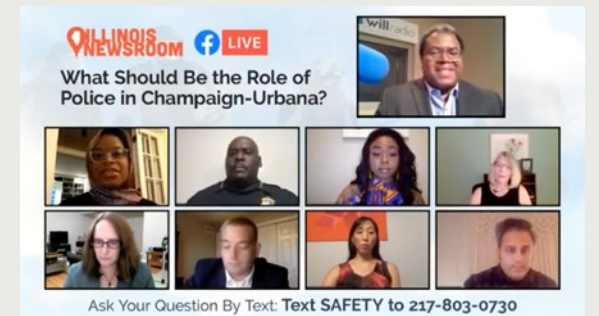 ILLINOIS
NEWSROOM
f LIVE
will radio
What Should Be the Role of
Police in Champaign-Urbana?
Ask Your Question By Text: Text SAFETY to 217-803-0730